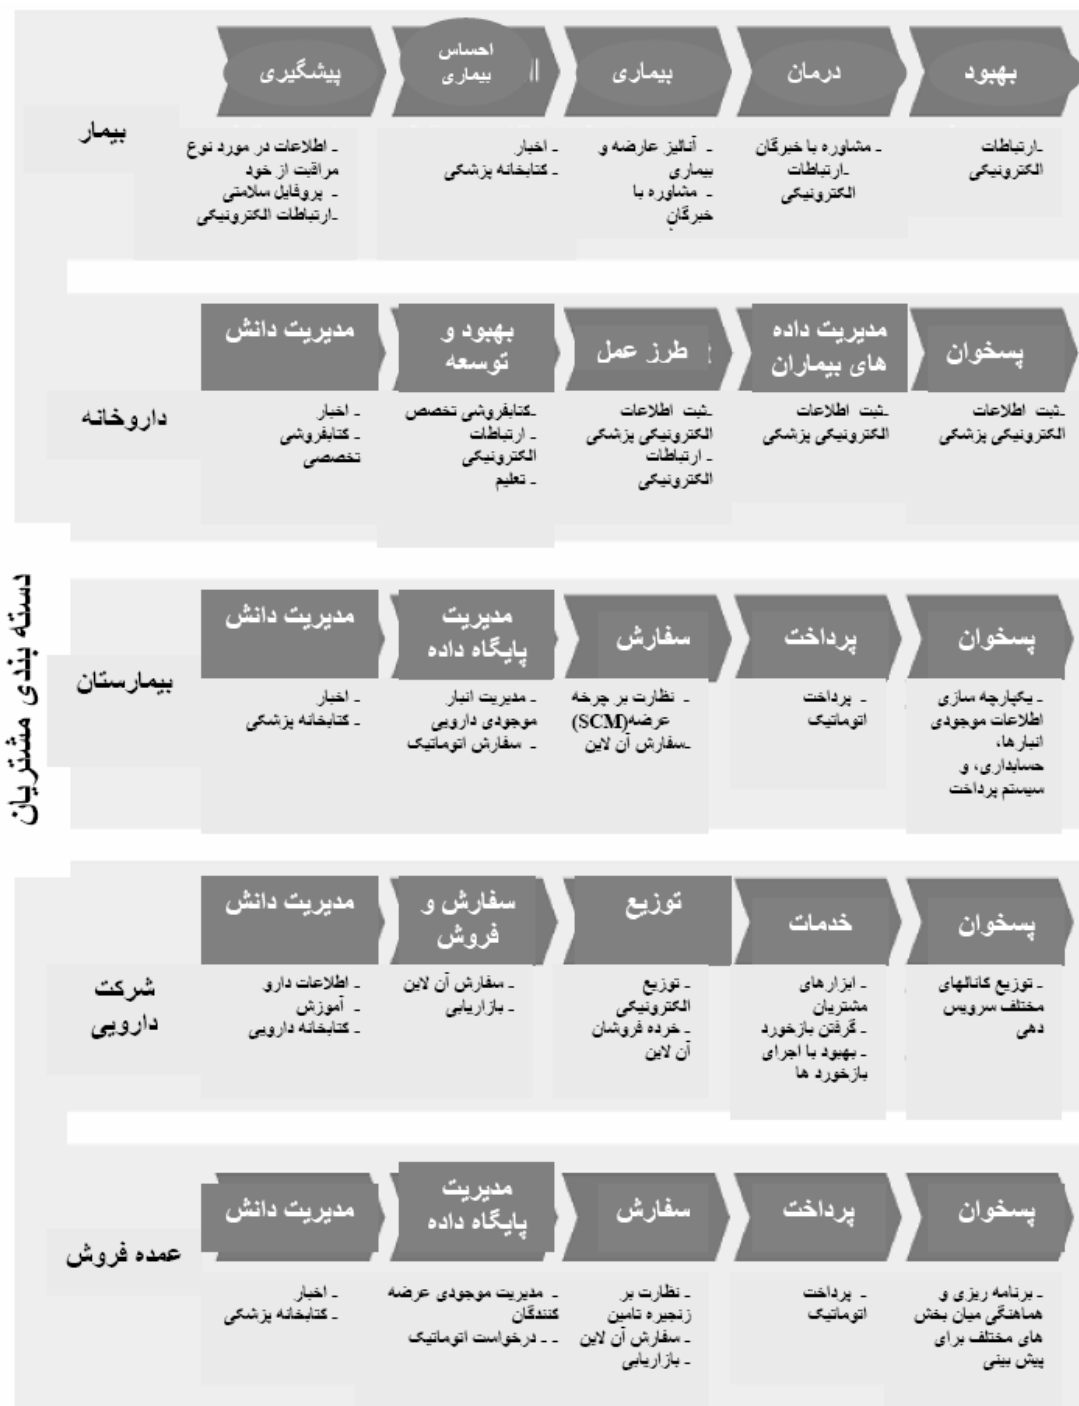 دسته بندی مشتریان
بیمار
پیشگیری
ـ اطلاعات در مورد نوع
مراقبت از خود
ـ پروفایل سلامتی
ـارتباطات الکترونیکی
احساس
بیماری
ـ اخبار
ـ کتابخانه پزشکی
بیماری
ـ آنالیز عارضه و
بیماری
ـ مشاوره با
خبرگان
درمان
ـ مشاوره با خبرگان
ـارتباطات
الکترونیکی
بهبود
ـارتباطات
الکترونیکی
داروخانه
مدیریت دانش
ـ اخبار
ـ کتابفروشی
تخصصی
بهبود و
توسعه
ـکتابفروشی تخصص
ـ ارتباطات
الکترونیکی
ـ تعلیم
طرز عمل
ـثبت اطلاعات
الکترونیکی پزشکی
ـ ارتباطات
الکترونیکی
مدیریت داده
های بیماران
ـثبت اطلاعات
الکترونیکی پزشکی
پسخوان
ـثبت اطلاعات
الکترونیکی پزشکی
بیمارستان
مدیریت دانش
ـ اخبار
ـ کتابخانه پزشکی
مدیریت
پایگاه داده
ـ مدیریت انبار
موجودی دارویی
ـ سفارش اتوماتیک
سفارش
ـ نظارت بر چرخه
عرضه(SCM)
ـسفارش آن لاین
پرداخت
ـ پرداخت
اتوماتیک
پسخوان
ـ یکپارچه سازی
اطلاعات موجودی
انبارها،
حسابداری، و
سیستم پرداخت
شرکت
دارویی
مدیریت دانش
ـ اطلاعات دارو
ـ آموزش
ـ کتابخانه دارویی
سفارش و
فروش
ـ سفارش آن لاین
ـ بازاریابی
توزیع
ـ توزیع
الکترونیکی
ـ خرده فروشان
آن لاین
خدمات
ـ ابزارهای
مشتریان
ـ گرفتن بازخورد
ـ بهبود با اجرای
بازخورد ها
پسخوان
ـ توزیع کانالهای
مختلف سرویس
دهی
عمده فروش
مدیریت دانش
ـ اخبار
ـ کتابخانه پزشکی
مدیریت
پایگاه داده
ـ مدیریت موجودی عرضه
کنندگان
ـ ـ درخواست اتوماتیک
سفارش
ـ نظارت بر
زنجیره تامین
ـ سفارش آن لاین
ـ بازاریابی
پرداخت
ـ پرداخت
اتوماتیک
پسخوان
ـ برنامه ریزی و
هماهنگی میان بخش
های مختلف برای
پیش بینی